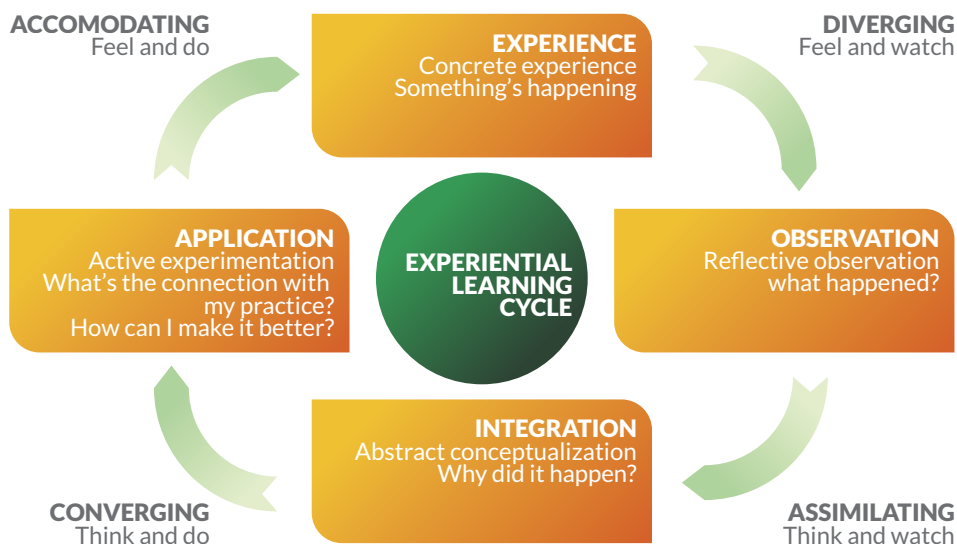 ACCOMODATING
Feel and do
EXPERIENCE
Concrete experience
Something’s happening
DIVERGING
Feel and watch
APPLICATION
Active experimentation
What’s the connection with
my practice?
How can I make it better?
EXPERIENTIAL
LEARNING
CYCLE
OBSERVATION
Reflective observation
what happened?
INTEGRATION
Abstract conceptualization
Why did it happen?
CONVERGING
Think and do
ASSIMILATING
Think and watch